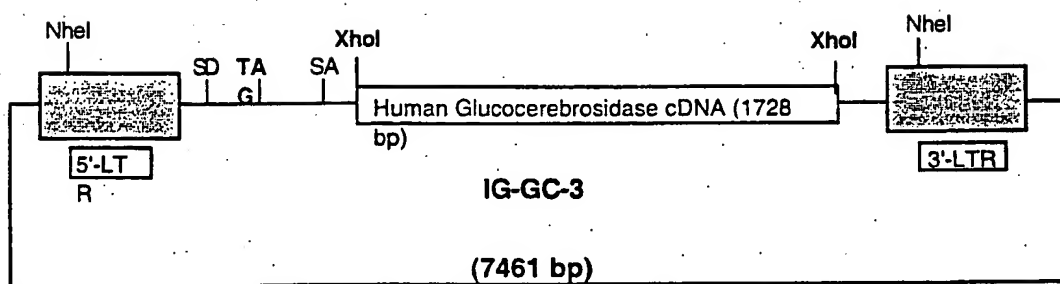 NheI
SD
TA
G
SA
XhoI
XhoI
NheI
Human Glucocerebrosidase cDNA (1728
bp)
5'-LT
R
3'-LTR
IG-GC-3
(7461 bp)